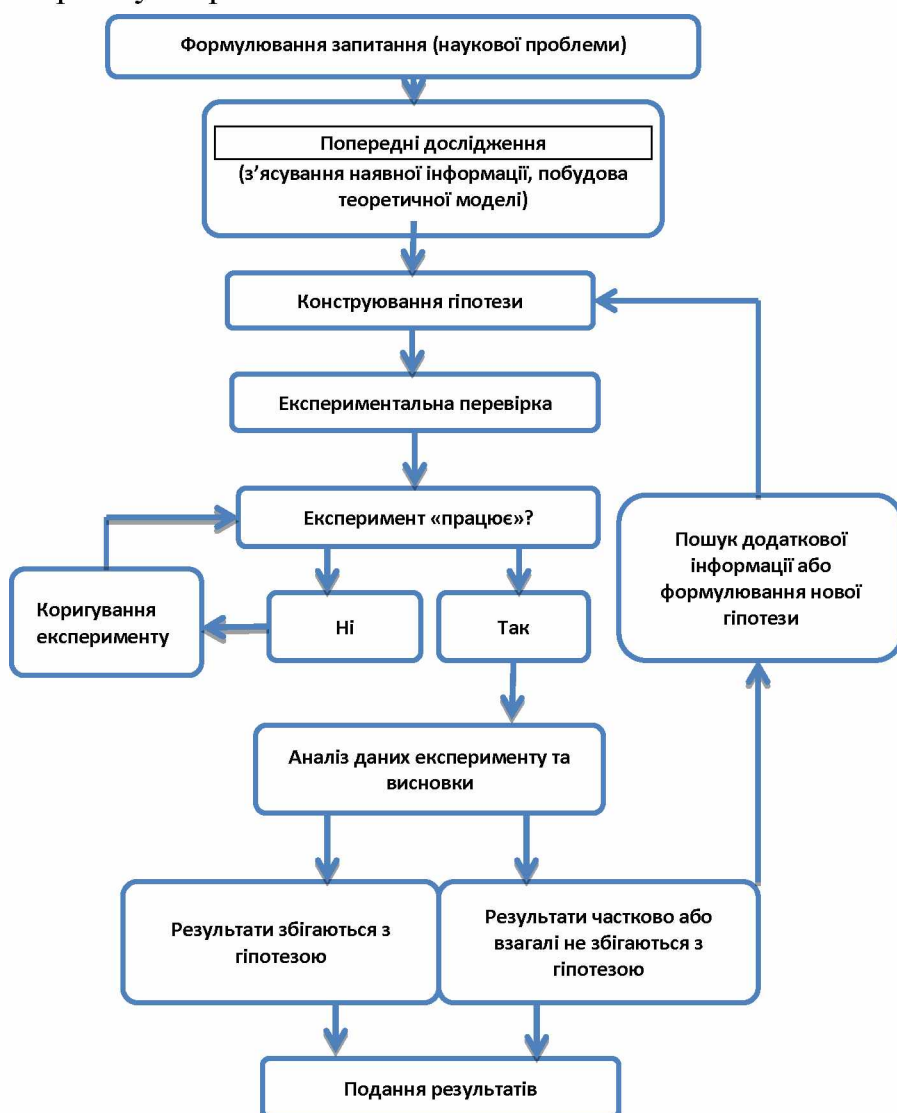 Формулювання запитання (наукової проблеми)
Попередні дослідження
(з’ясування наявної інформації, побудова
теоретичної моделі)
Конструювання гіпотези
Експериментальна перевірка
Експеримент «працює»?
Пошук додаткової
інформації або
формулювання нової
гіпотези
Коригування
експерименту
Ні
Так
Аналіз даних експерименту та
висновки
Результати збігаються з
гіпотезою
Результати частково або
взагалі не збігаються з
гіпотезою
Подання результатів